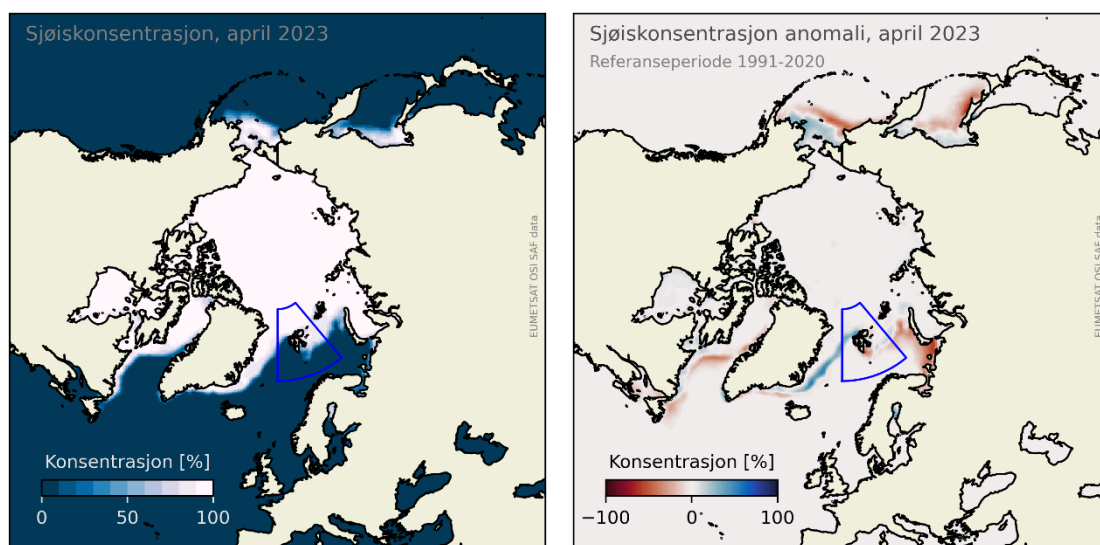 Sjøiskonsentrasjon, april 2023
EUMETSAT OSI SAF data
Konsentrasjon [%]
0 50 100
Sjøiskonsentrasjon anomali, april 2023
Referanseperiode 1991-2020
EUMETSAT OSI SAF data
Konsentrasjon [%]
−100 0 100